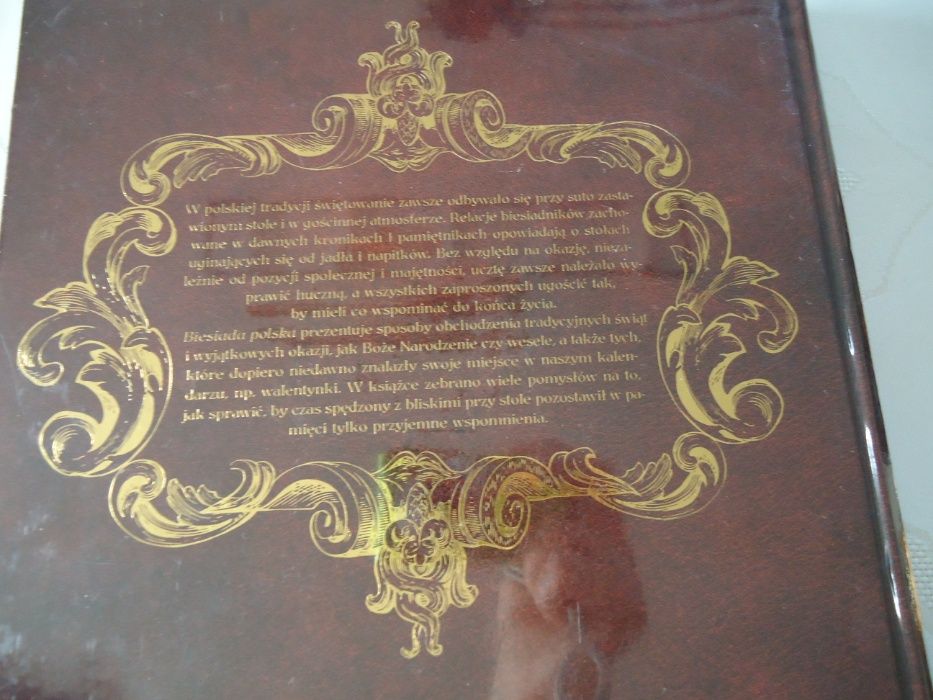 W polskiej tradycji świętowanie zawsze odbywało się przy suto zasta-
wionym stole i w gościnnej atmosferze. Relacje biesiadników zacho-
wane w dawnych kronikach i pamiętnikach opowiadają o stołach
uginających się od jadła i napitków. Bez względu na okazję, nieza-
leżnie od pozycji społecznej i majętności, ucztę zawsze należało wy-
prawić huczną, a wszystkich zaproszonych ugościć tak,
by mieli co wspominać do końca życia.
Biesiada polska prezentuje sposoby obchodzenia tradycyjnych świąt
i wyjątkowych okazji, jak Boże Narodzenie czy wesele, a także tych,
które dopiero niedawno znalazły swoje miejsce w naszym kalen-
darzu, np. walentynki. W książce zebrano wiele pomysłów na to,
jak sprawić, by czas spędzony z bliskimi przy stole pozostawił w pa-
mięci tylko przyjemne wspomnienia.